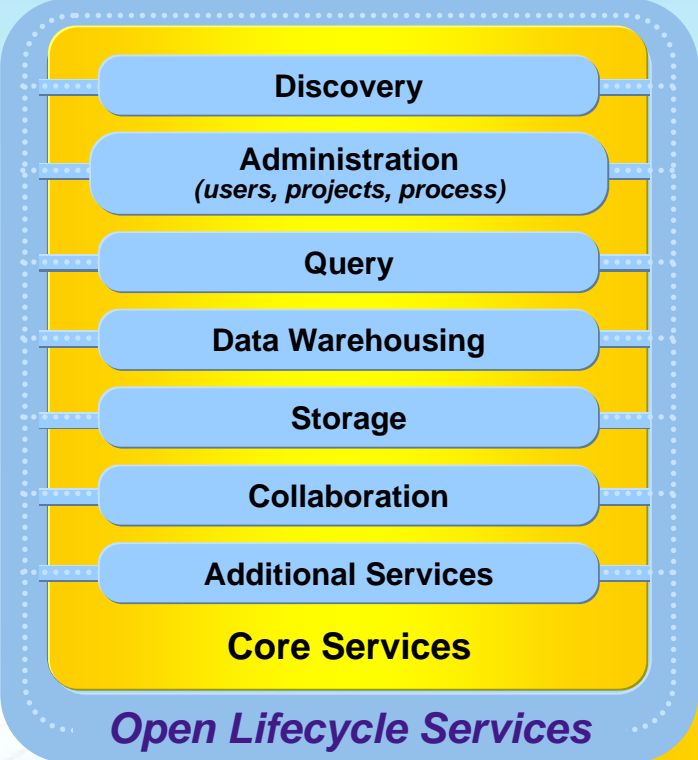 Discovery
Administration
(users, projects, process)
Query
Data Warehousing
Storage
Collaboration
Additional Services
Core Services
Open Lifecycle Services